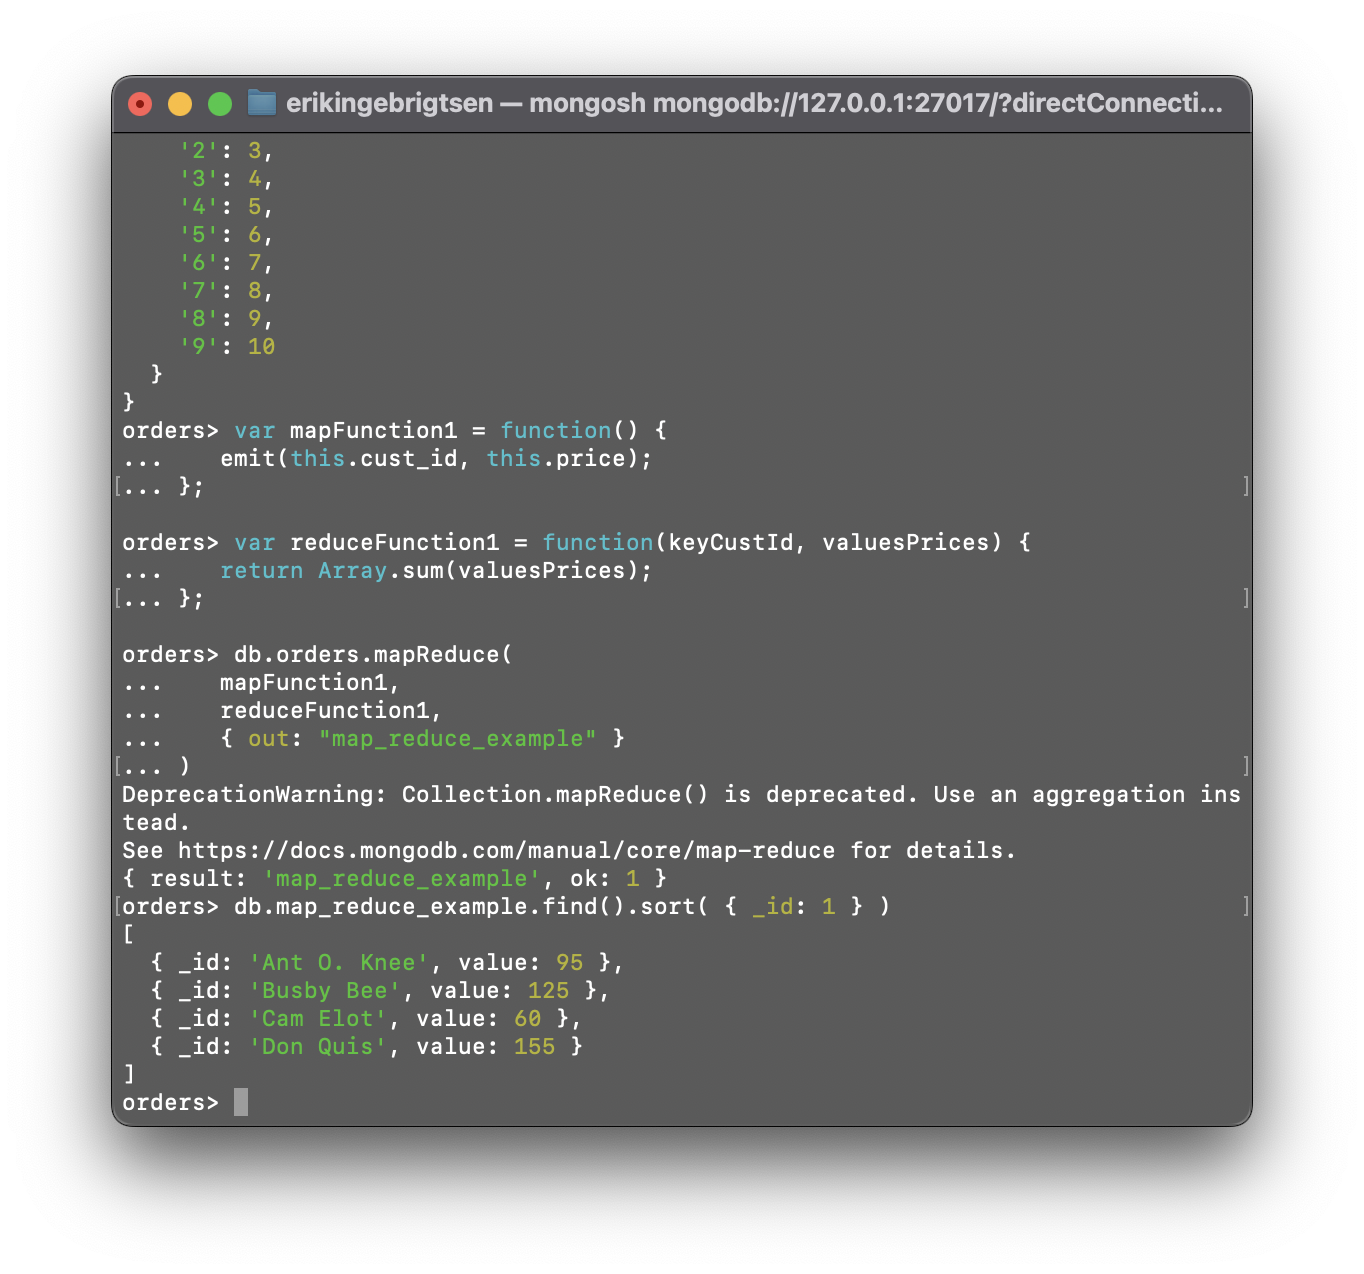 erikingebrigtsen — mongosh mongodb://127.0.0.1:27017/?directConnecti...
'2': 3,
'3': 4,
'4': 5,
'5': 6,
'6': 7,
'7': 8,
'8': 9,
'9': 10
}
}
orders> var mapFunction1 = function() {
...    emit(this.cust_id, this.price);
[... }; ]
orders> var reduceFunction1 = function(keyCustId, valuesPrices) {
...    return Array.sum(valuesPrices);
[... }; ]
orders> db.orders.mapReduce(
...    mapFunction1,
...    reduceFunction1,
...    { out: "map_reduce_example" }
[... ) ]
DeprecationWarning: Collection.mapReduce() is deprecated. Use an aggregation ins
tead.
See https://docs.mongodb.com/manual/core/map-reduce for details.
{ result: 'map_reduce_example', ok: 1 }
[orders> db.map_reduce_example.find().sort( { _id: 1 } ) ]
[
{ _id: 'Ant O. Knee', value: 95 },
{ _id: 'Busby Bee', value: 125 },
{ _id: 'Cam Elot', value: 60 },
{ _id: 'Don Quis', value: 155 }
]
orders>